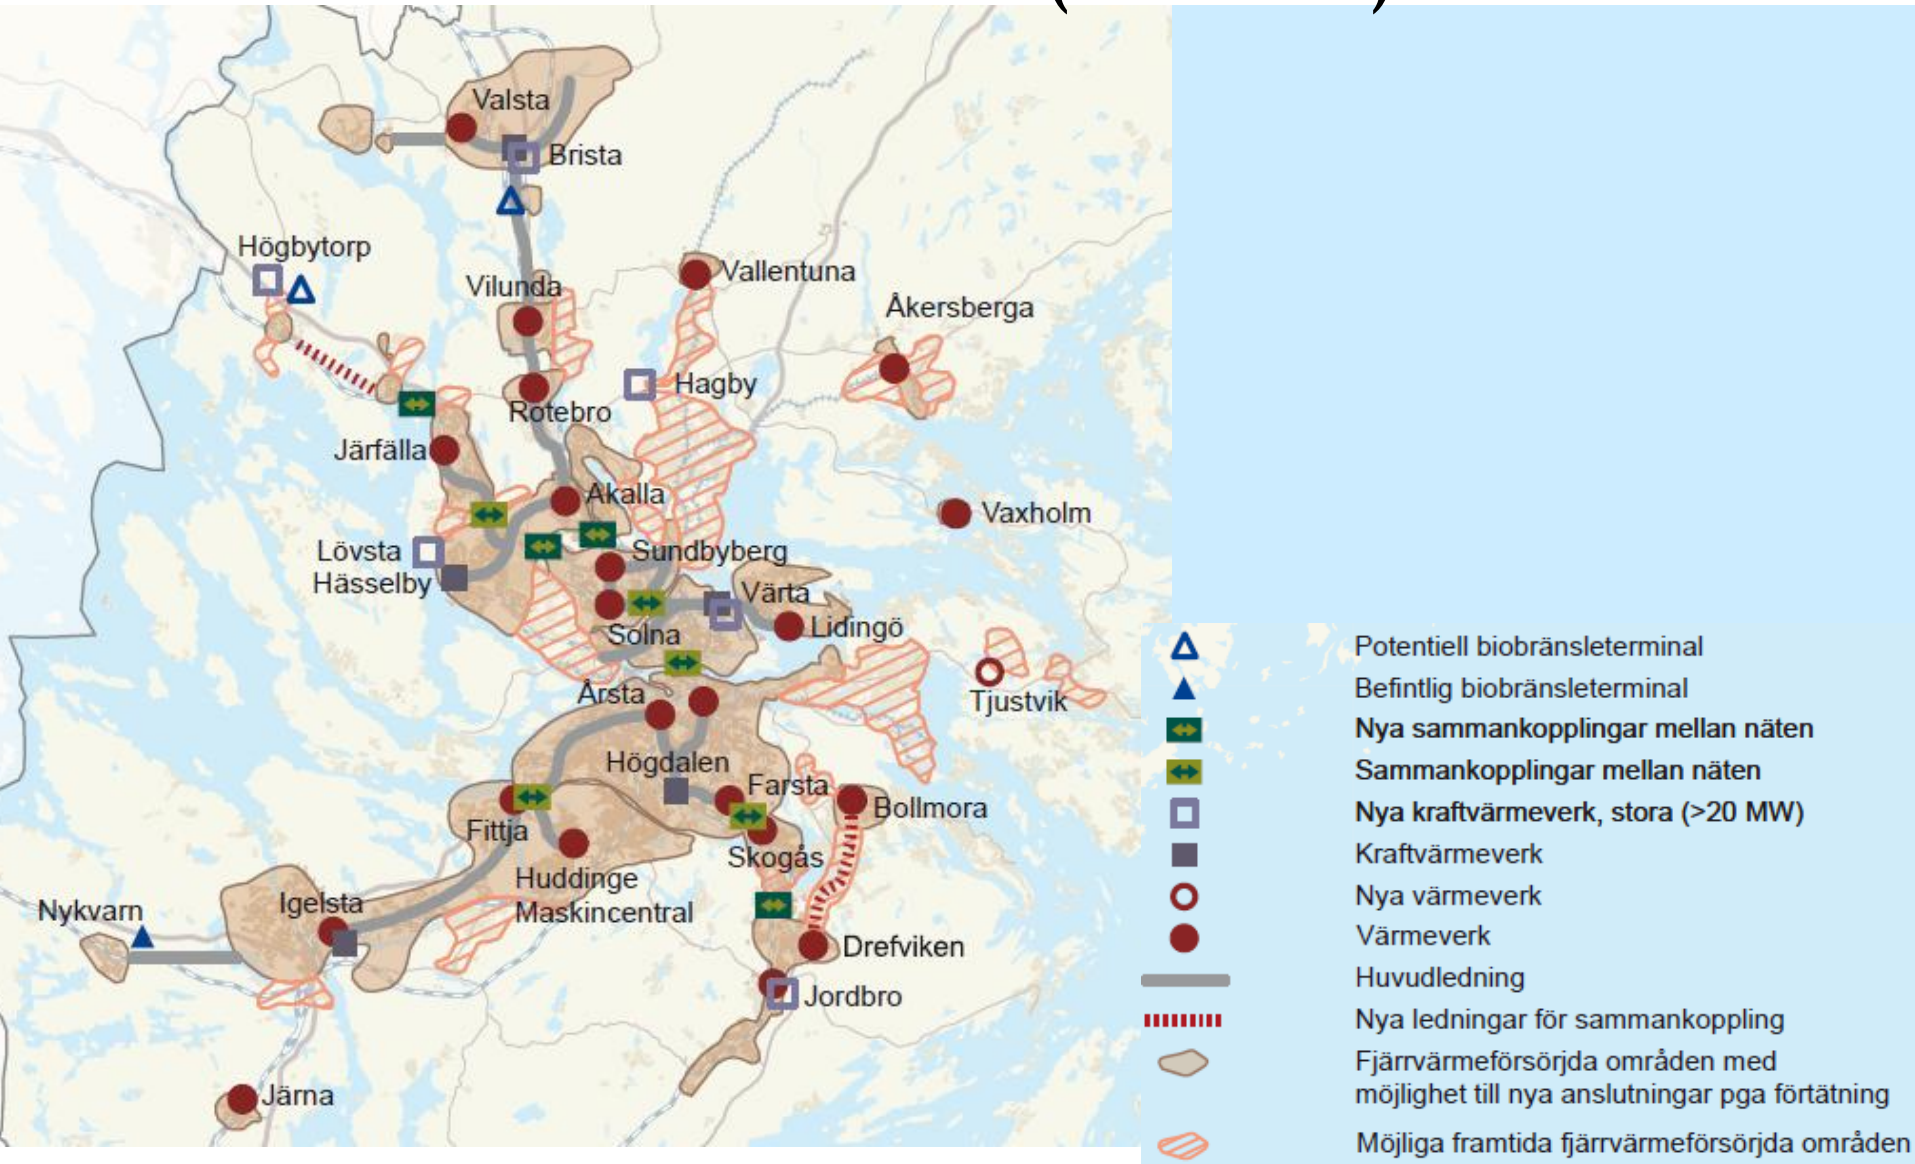 Valsta
Brista
Högbytorp
Vilunda
Vallentuna
Åkersberga
Hagby
Rotebro
Järfälla
Akalla
Vaxholm
Lövsta
Sundbyberg
Hässelby
Värta
Solna
Lidingö
Årsta
Tjustvik
Högdalen
Farsta
Bollmora
Fittja
Skogås
Huddinge
Maskincentral
Igelsta
Nykvarn
Drefviken
Jordbro
Järna
Potentiell biobränsleterminal
Befintlig biobränsleterminal
Nya sammankopplingar mellan näten
Sammankopplingar mellan näten
Nya kraftvärmeverk, stora (>20 MW)
Kraftvärmeverk
Nya värmeverk
Värmeverk
Huvudledning
Nya ledningar för sammankoppling
Fjärrvärmeförsörjda områden med
möjlighet till nya anslutningar pga förtätning
Möjliga framtida fjärrvärmeförsörjda områden